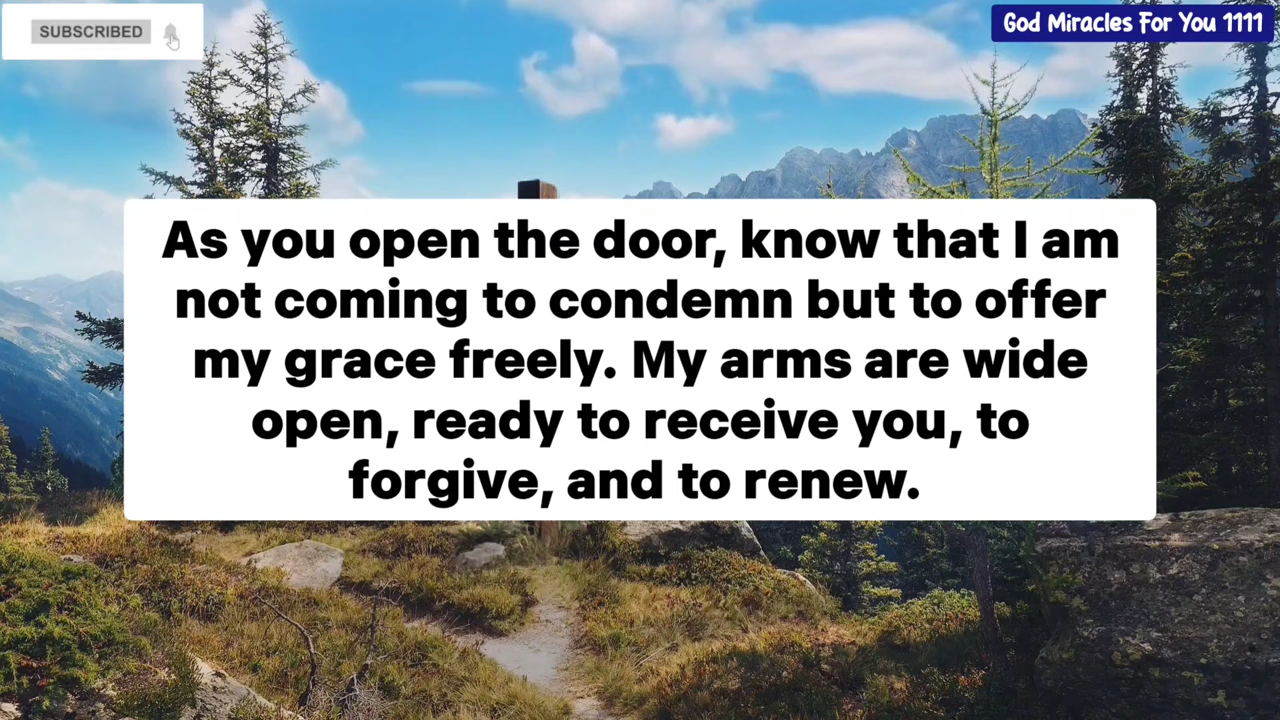 SUBSCRIBED
God Miracles For You 1111
As you open the door, know that I am
not coming to condemn but to offer
my grace freely. My arms are wide
open, ready to receive you, to
forgive, and to renew.